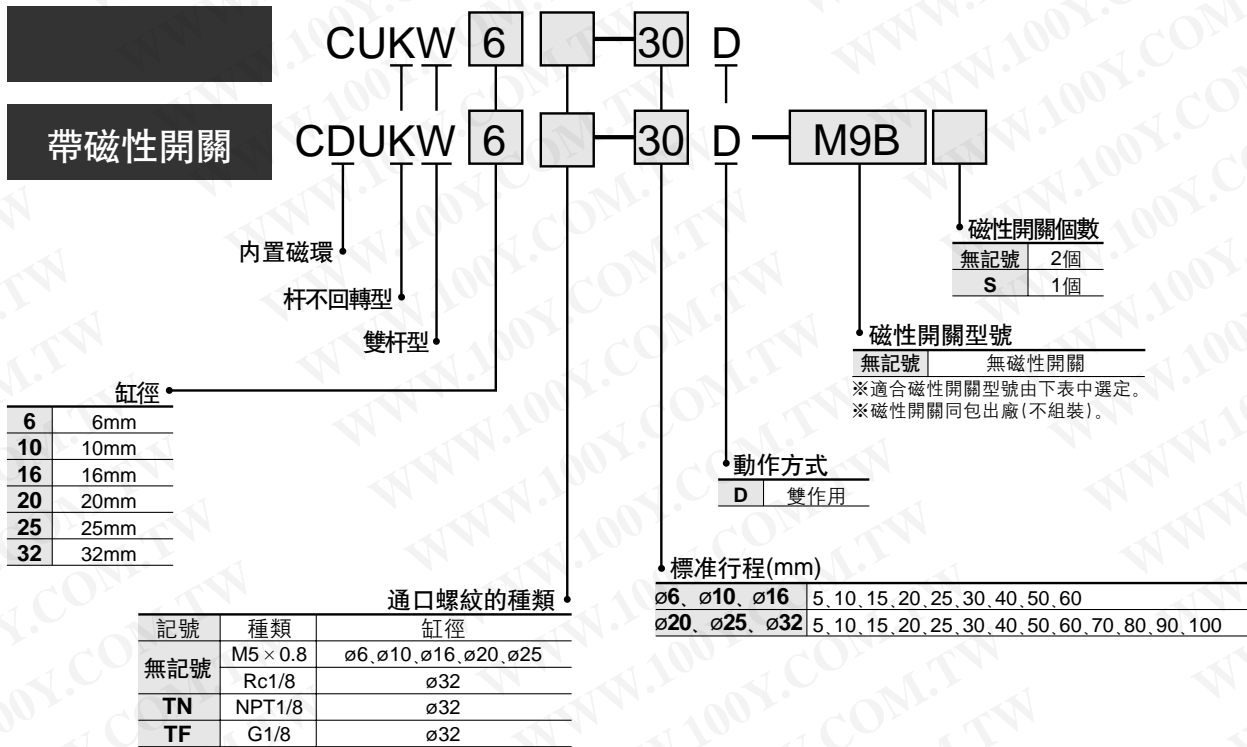 CUKW 6 30 D
帶磁性開關 CDUKW 6 30 D M9B
內置磁環
杆不回轉型
雙杆型
磁性開關個數
無記號 2個
S 1個
磁性開關型號
無記號 無磁性開關
※適合磁性開關型號由下表中選定。
※磁性開關同包出廠(不組裝)。
缸徑
6 6mm
10 10mm
16 16mm
20 20mm
25 25mm
32 32mm
動作方式
D 雙作用
標准行程(mm)
ø6、ø10、ø16 5、10、15、20、25、30、40、50、60
ø20、ø25、ø32 5、10、15、20、25、30、40、50、60、70、80、90、100
通口螺紋的種類
記號 種類 缸徑
無記號 M5×0.8 ø6、ø10、ø16、ø20、ø25
Rc1/8 ø32
TN NPT1/8 ø32
TF G1/8 ø32
WWW.100Y.COM.TW